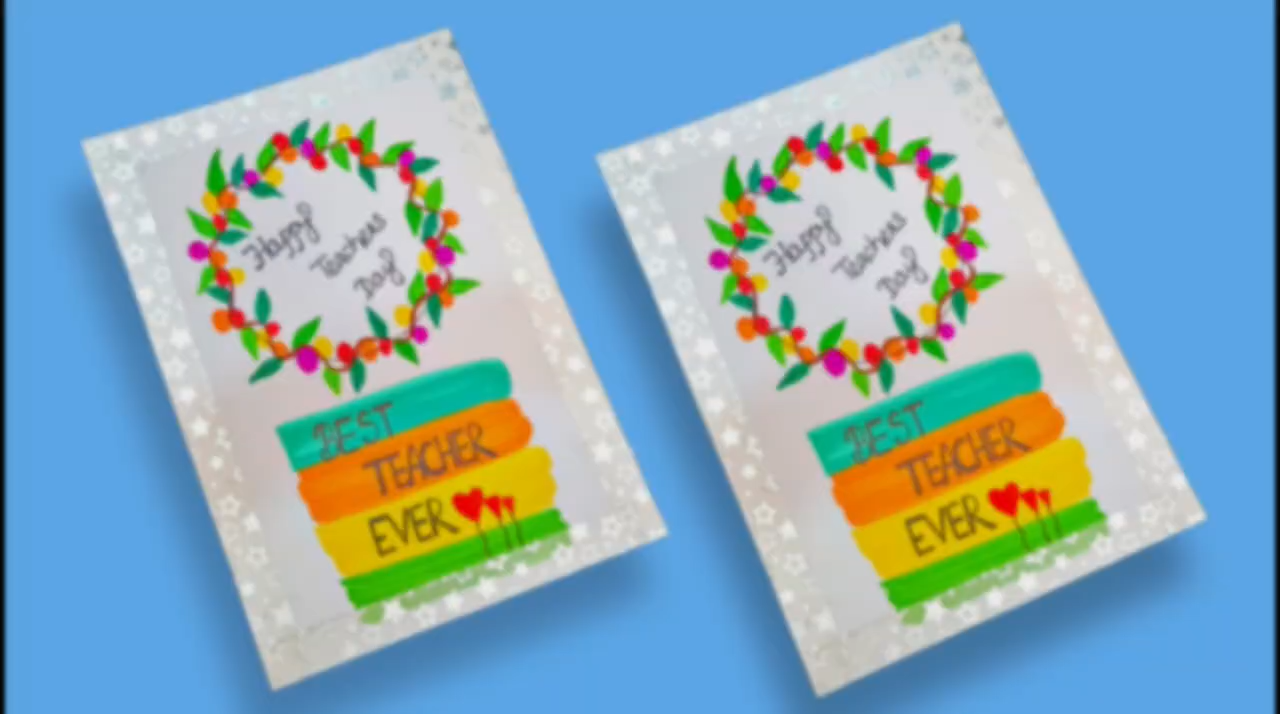 Happy
Teachers
Day
BEST
TEACHER
EVER
Happy
Teachers
Day
BEST
TEACHER
EVER